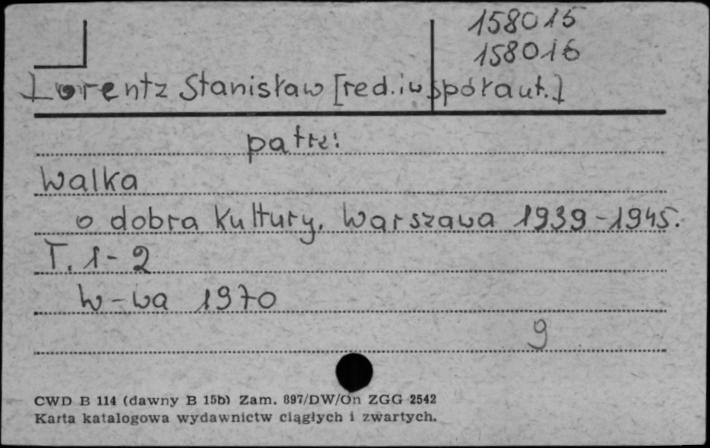 158015
158016
Lorentz Stanisław [red.iwspółaut.]
patrz:
Walka
o dobra kultury. Warszawa 1939-1945.
T. 1-2
W-wa 1970
9
CWD B 114 (dawny B 15b) Zam. 897/DW/On ZGG 2542
Karta katalogowa wydawnictw ciągłych i zwartych.